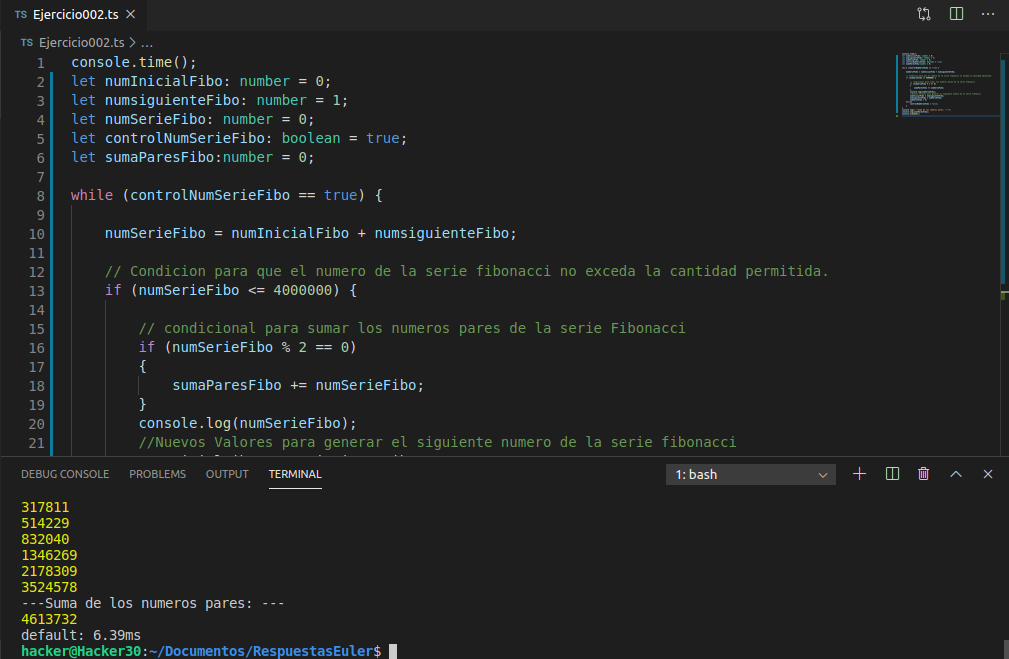 TS Ejercicio002.ts
TS Ejercicio002.ts > ...
1 console.time();
2 let numInicialFibo: number = 0;
3 let numsiguienteFibo: number = 1;
4 let numSerieFibo: number = 0;
5 let controlNumSerieFibo: boolean = true;
6 let sumaParesFibo:number = 0;
7
8 while (controlNumSerieFibo == true) {
9
10 numSerieFibo = numInicialFibo + numsiguienteFibo;
11
12 // Condicion para que el numero de la serie fibonacci no exceda la cantidad permitida.
13 if (numSerieFibo <= 4000000) {
14
15 // condicional para sumar los numeros pares de la serie Fibonacci
16 if (numSerieFibo % 2 == 0)
17 {
18 sumaParesFibo += numSerieFibo;
19 }
20 console.log(numSerieFibo);
21 //Nuevos Valores para generar el siguiente numero de la serie fibonacci
DEBUG CONSOLE PROBLEMS OUTPUT TERMINAL 1: bash
317811
514229
832040
1346269
2178309
3524578
---Suma de los numeros pares: ---
4613732
default: 6.39ms
hacker@Hacker30:~/Documentos/RespuestasEuler$